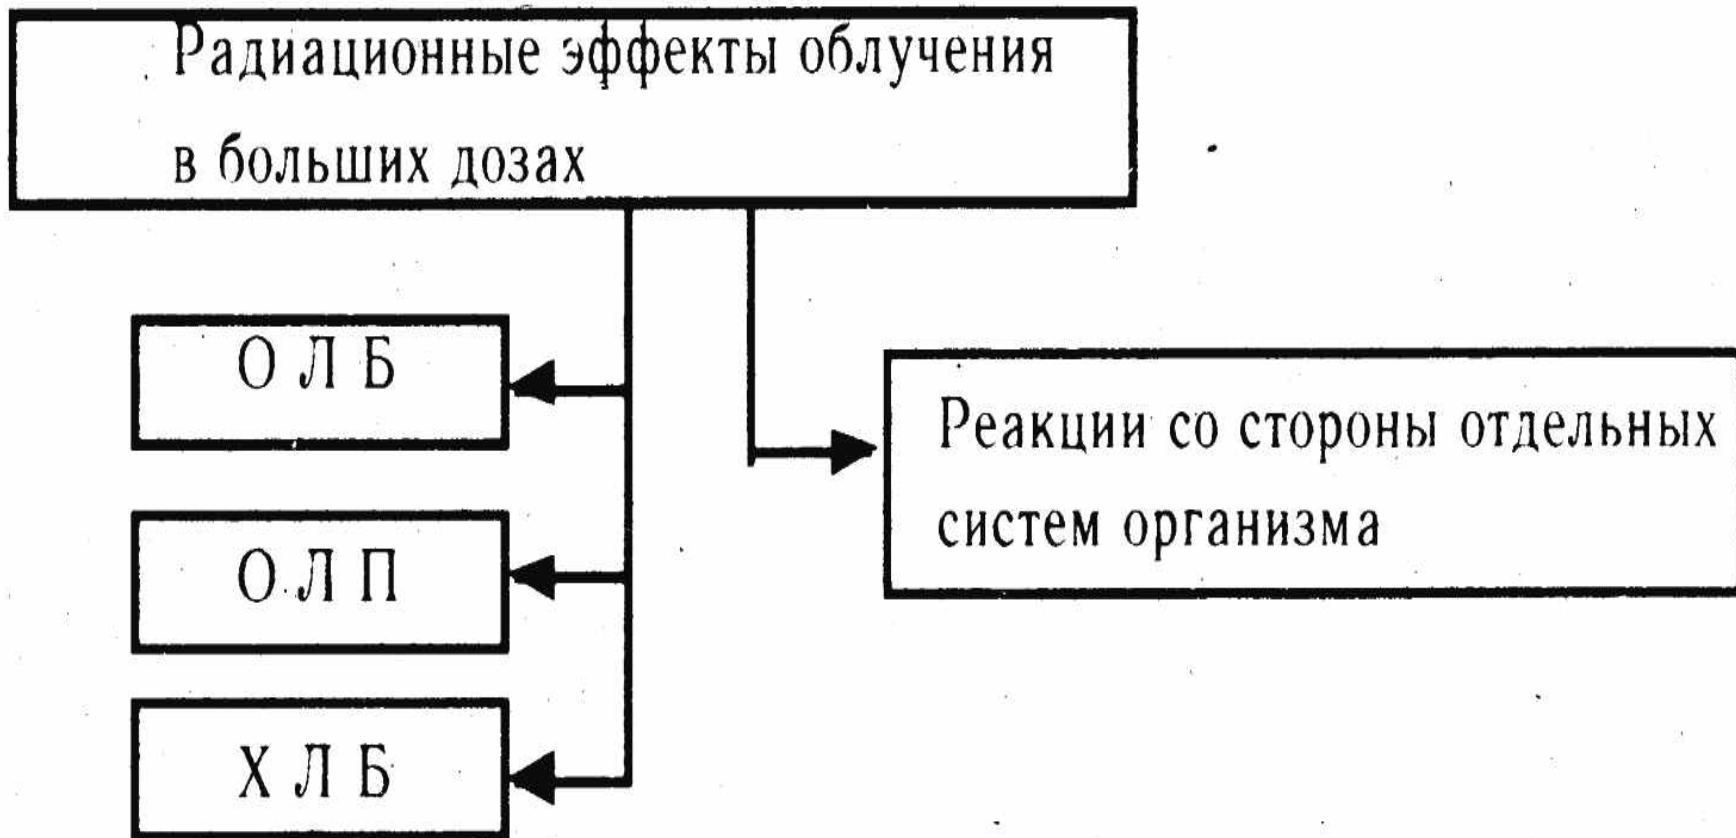 Радиационные эффекты облучения
в больших дозах
О Л Б
Реакции со стороны отдельных
систем организма
О Л П
Х Л Б